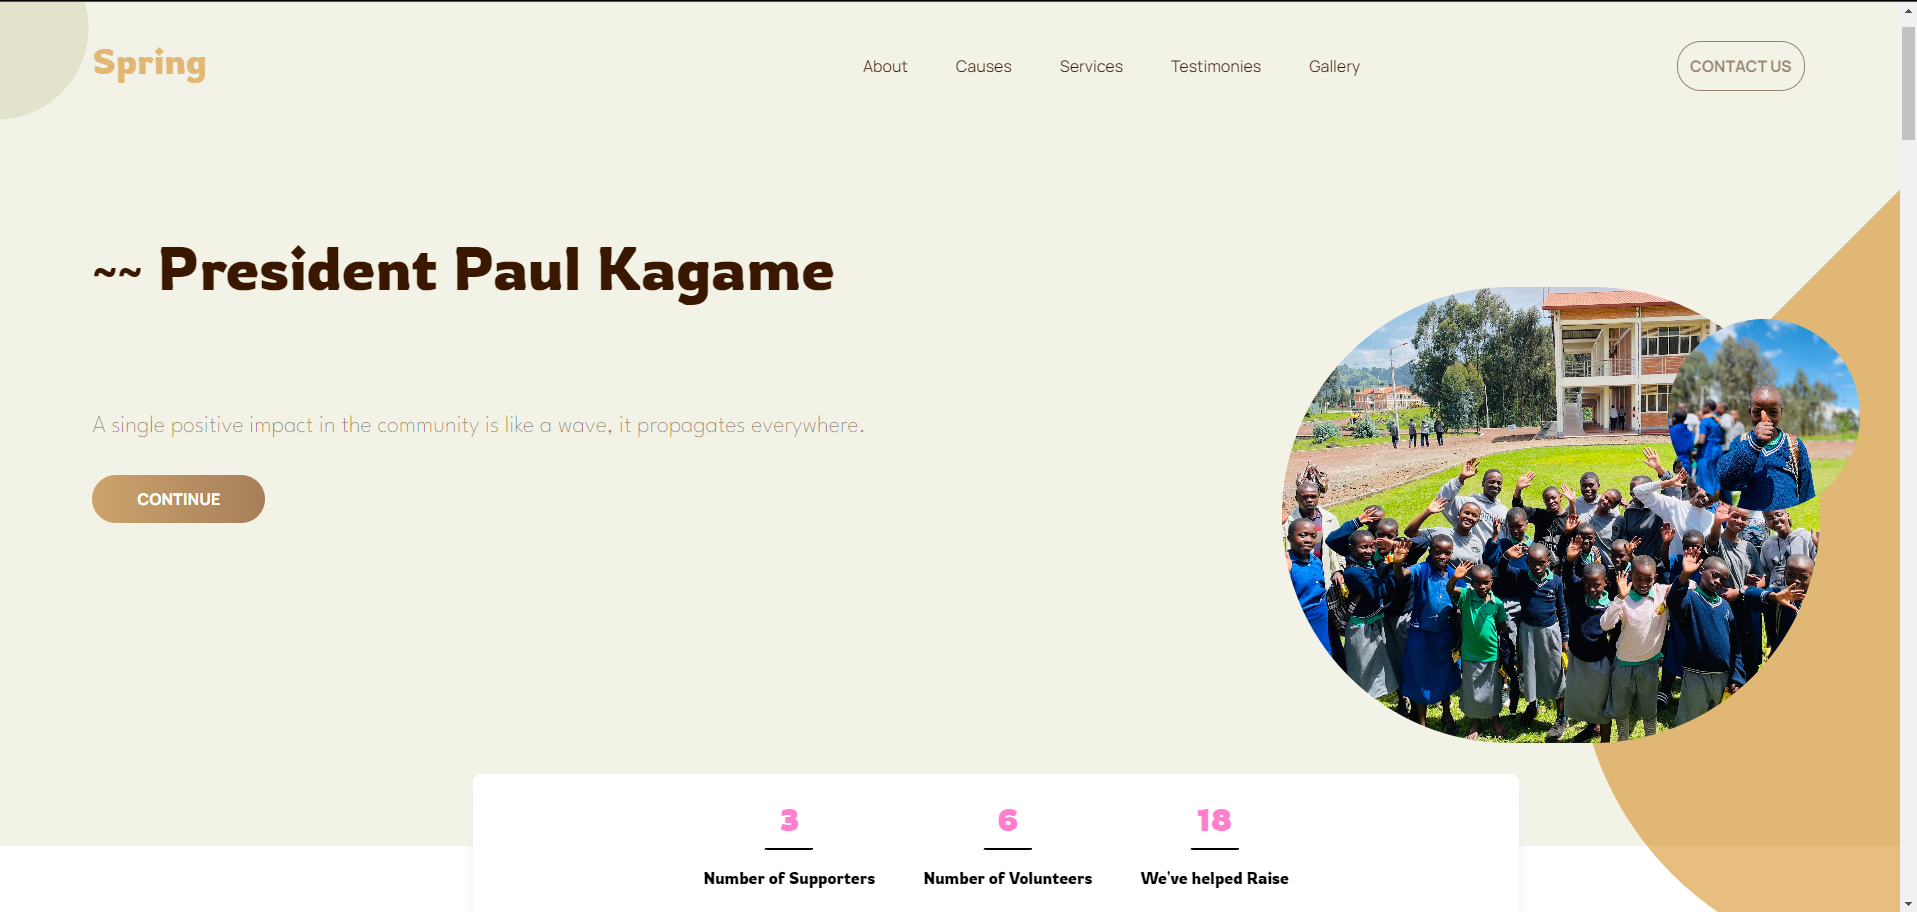 Spring
About
Causes
Services
Testimonies
Gallery
CONTACT US
~~ President Paul Kagame
A single positive impact in the community is like a wave, it propagates everywhere.
CONTINUE
3
6
18
Number of Supporters
Number of Volunteers
We've helped Raise